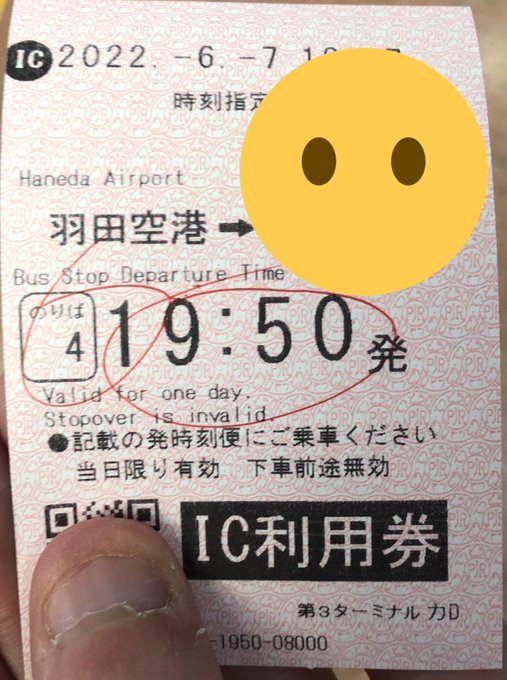 IC 2022.-6.-7
時刻指定
Haneda Airport
羽田空港➡
Bus Stop Departure Time
のりば
4
19:50発
Valid for one day.
Stopover is invalid.
●記載の発時刻便にご乗車ください
当日限り有効 下車前途無効
IC利用券
第3ターミナル カD
-1950-08000